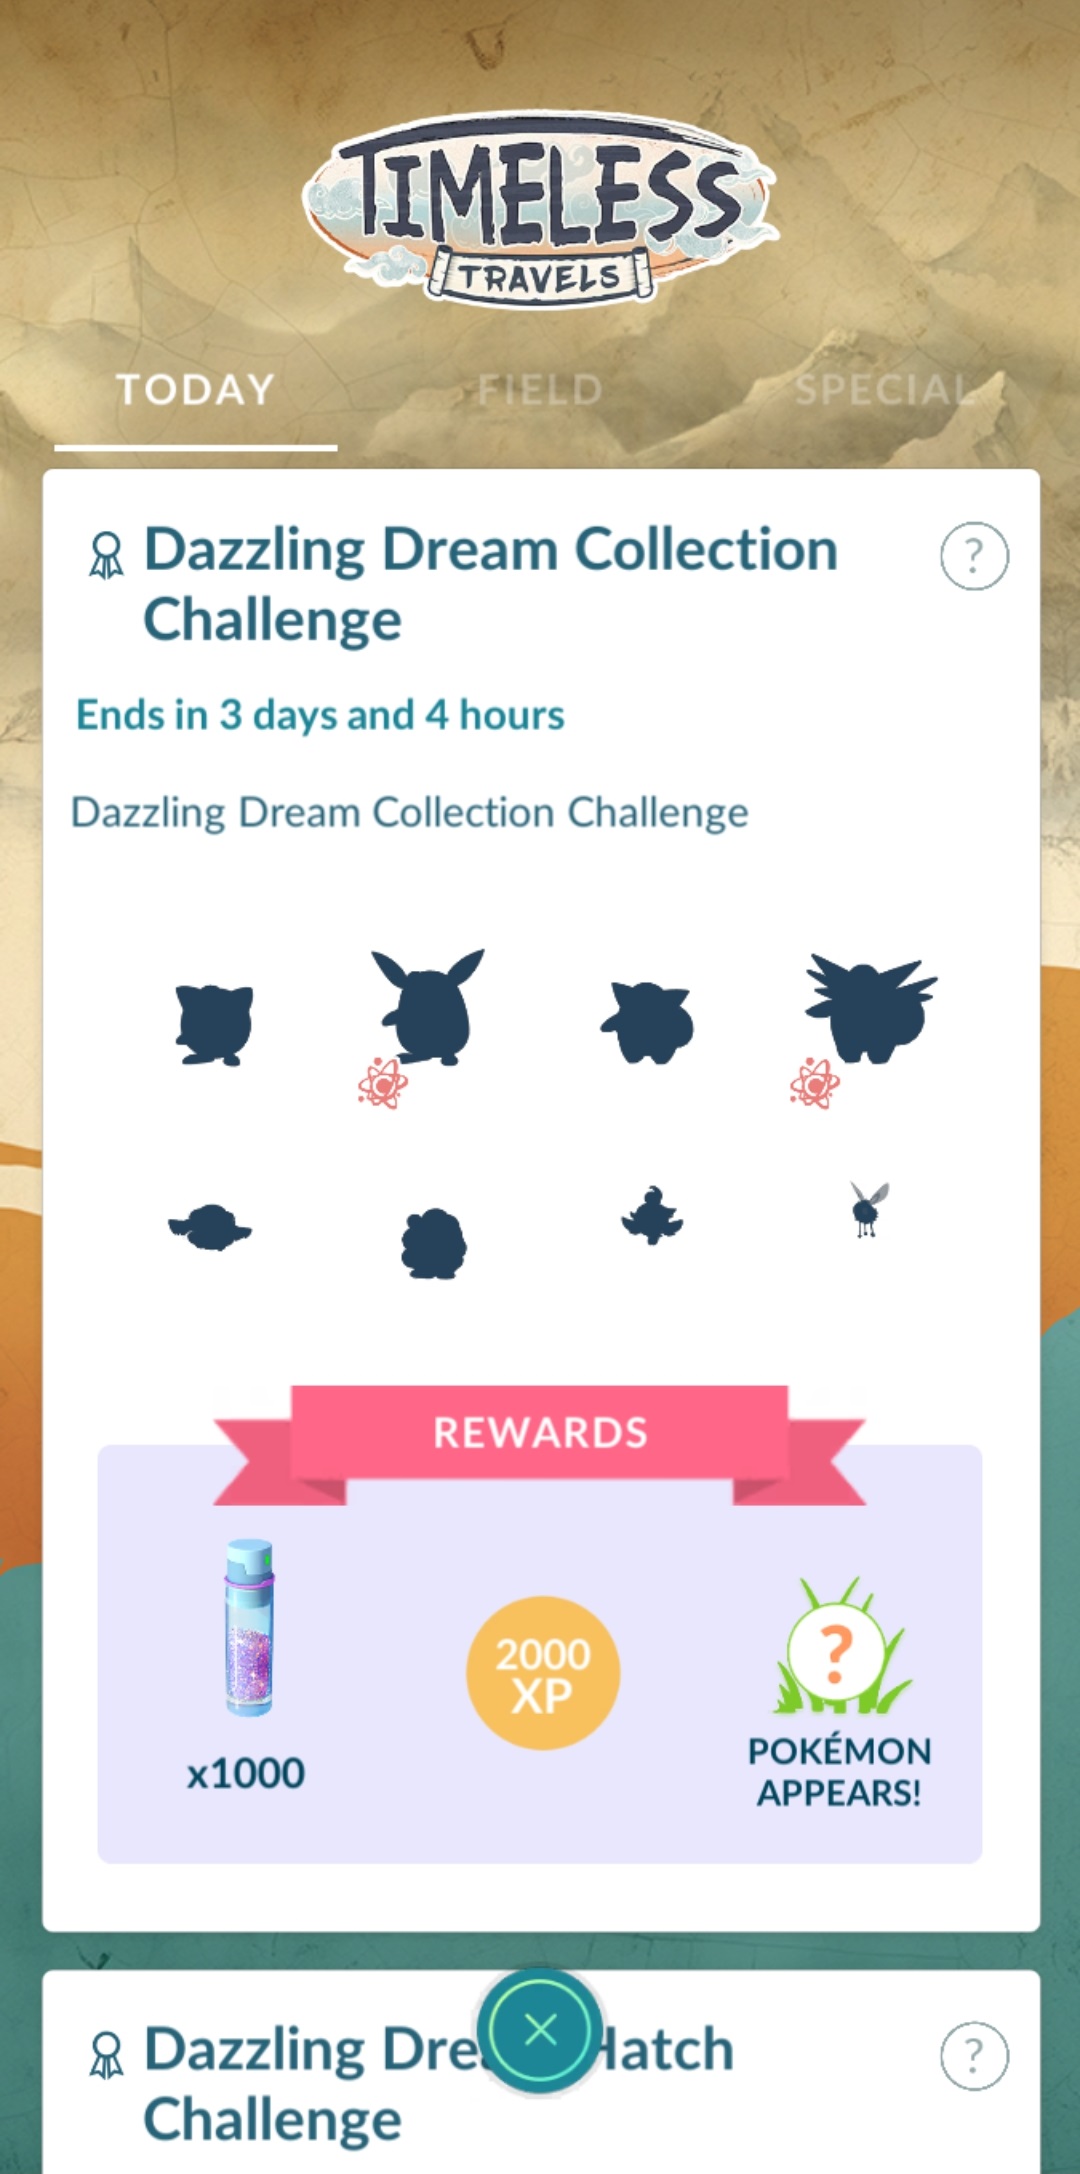 TIMELESS
TRAVELS
TODAY
FIELD
SPECIAL
Dazzling Dream Collection
Challenge
?
Ends in 3 days and 4 hours
Dazzling Dream Collection Challenge
REWARDS
?
2000
XP
x1000
POKÉMON
APPEARS!
Dazzling Dre Hatch
Challenge
?